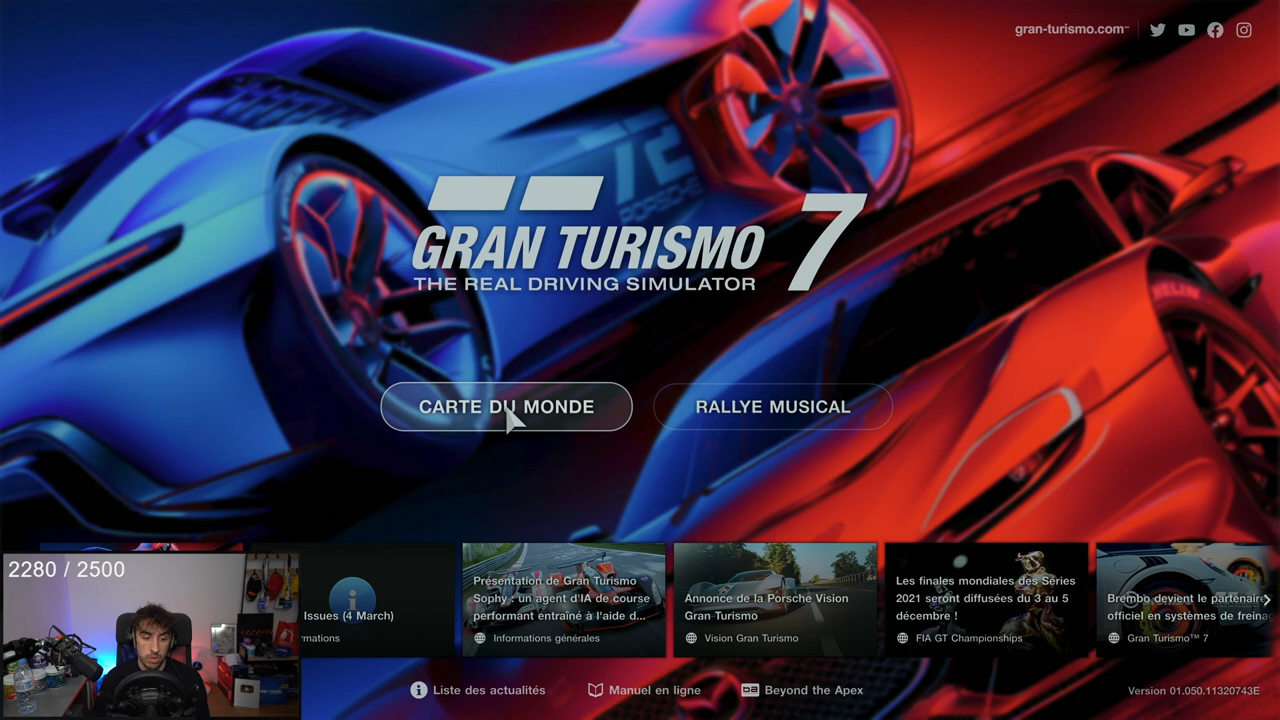 gran-turismo.com
72
PORSCHE
GRAN TURISMO 7
THE REAL DRIVING SIMULATOR
CARTE DU MONDE
RALLYE MUSICAL
2280 / 2500
Issues (4 March)
rmations
Présentation de Gran Turismo
Sophy : un agent d'IA de course
performant entraîné à l'aide d...
Informations générales
Annonce de la Porsche Vision
Gran Turismo
Vision Gran Turismo
Les finales mondiales des Séries
2021 seront diffusées du 3 au 5
décembre !
FIA GT Championships
Brembo devient le partenaire
officiel en systèmes de freinag
Gran Turismo™ 7
Liste des actualités
Manuel en ligne
Beyond the Apex
Version 01.050.11320743E